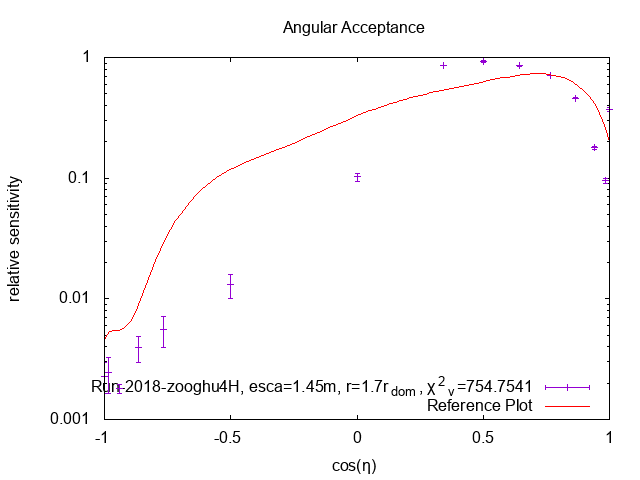 Angular Acceptance
relative sensitivity
1
0.1
0.01
0.001
Run-2018-zooghu4H, esca=1.45m, r=1.7r_dom, χ²_v=754.7541
Reference Plot
-1 -0.5 0 0.5 1
cos(η)